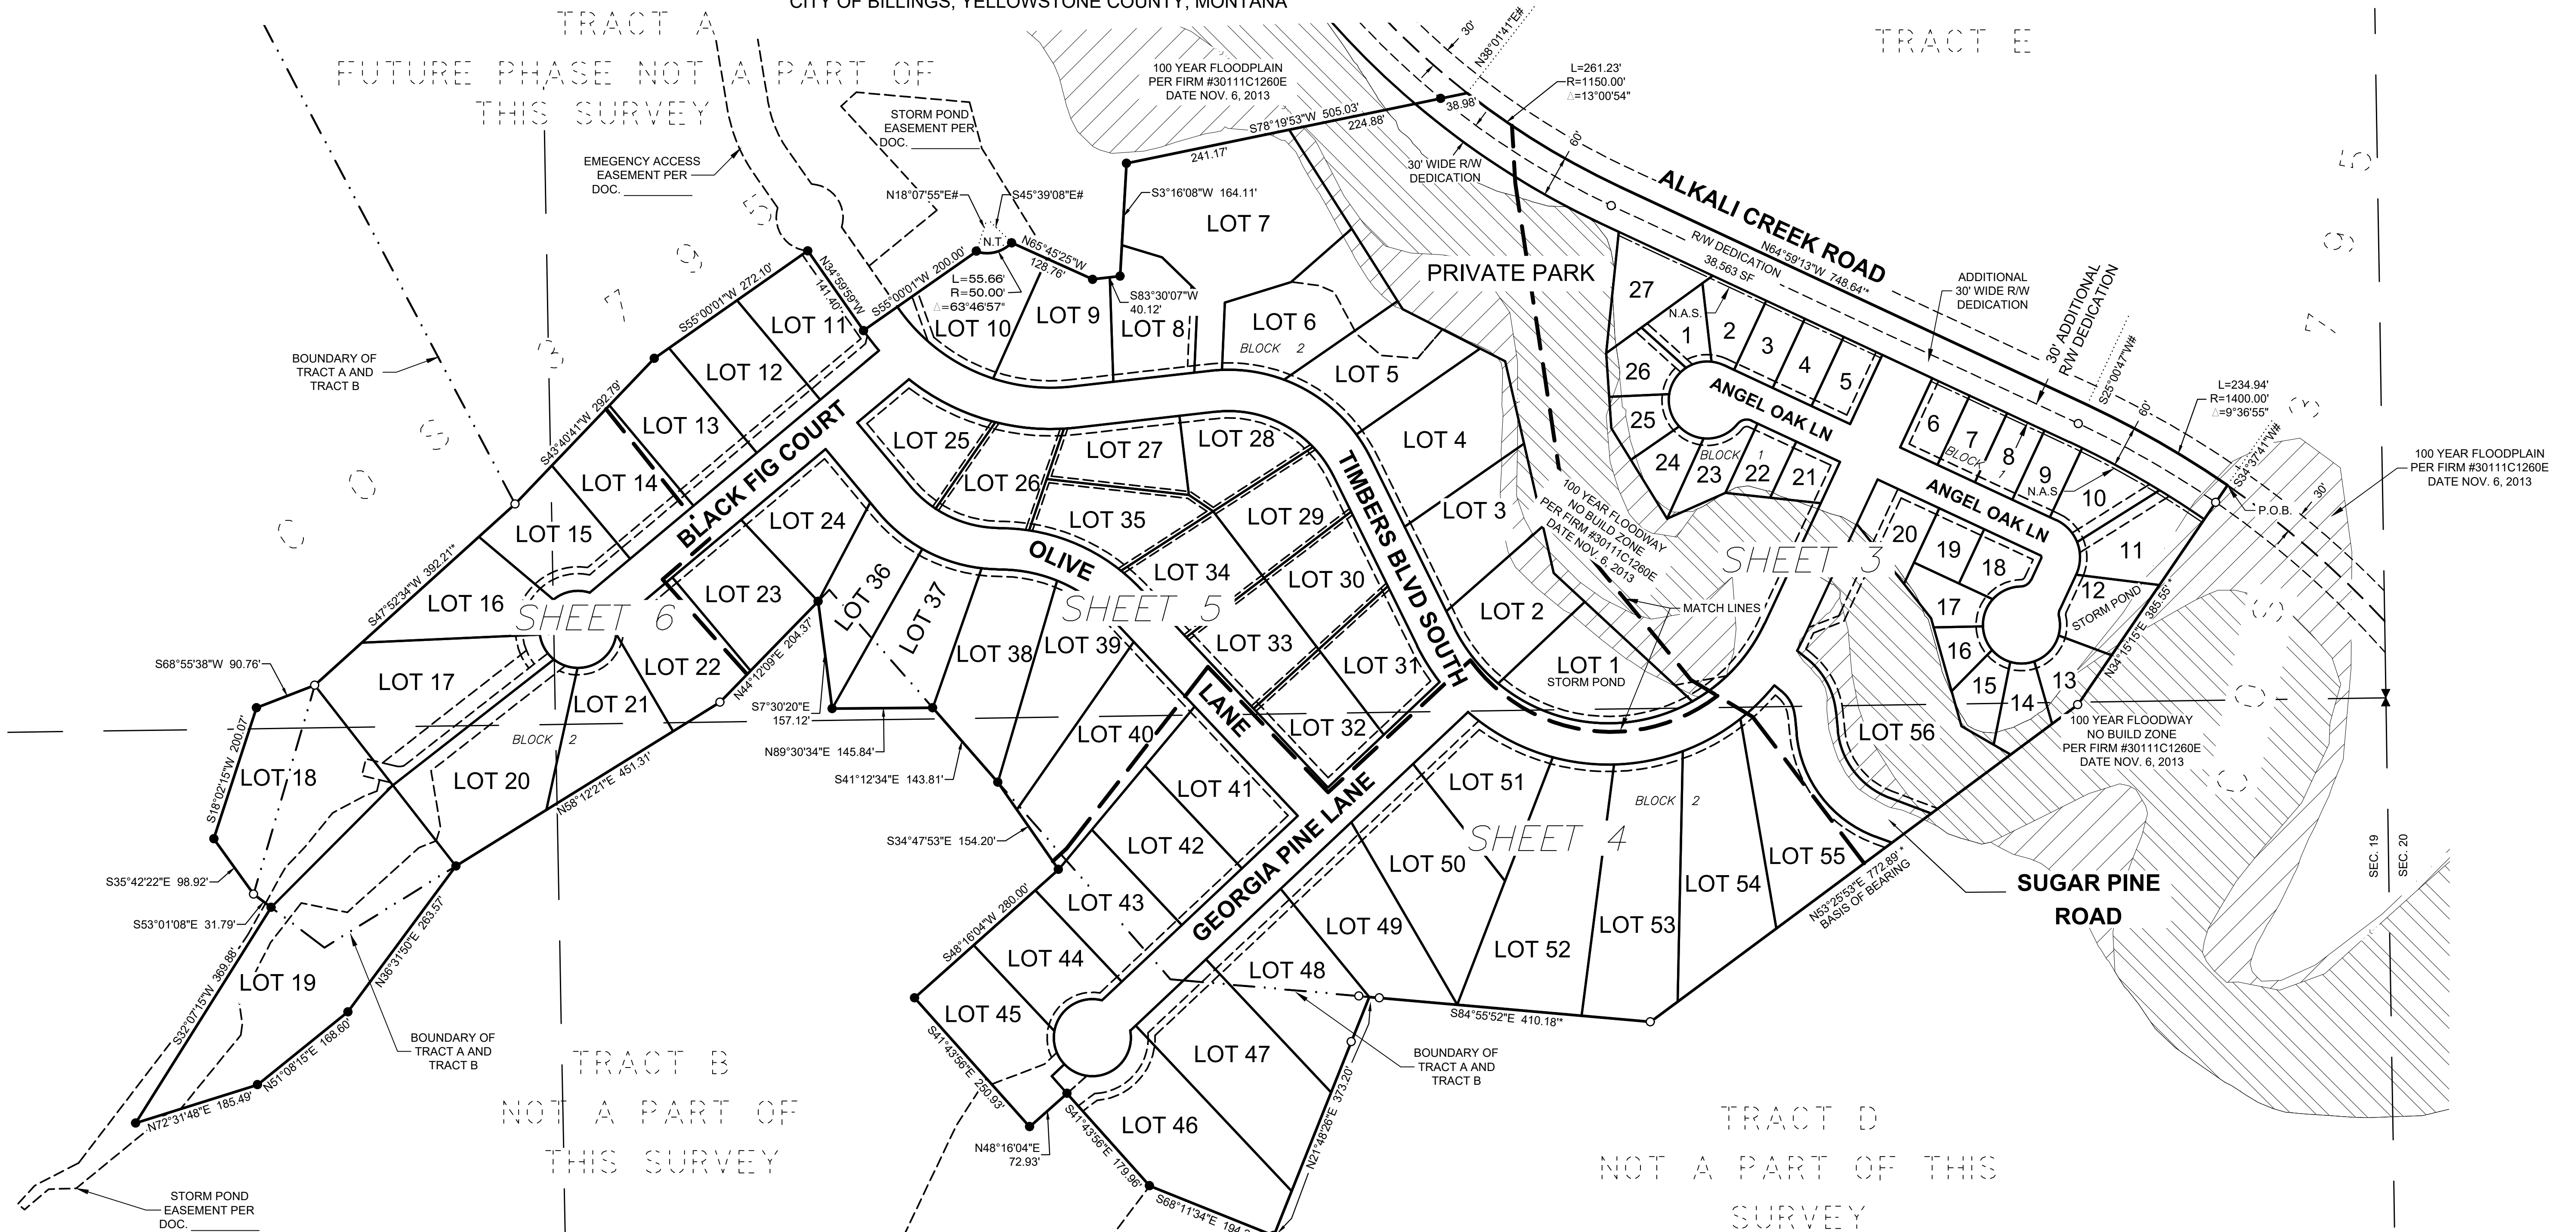 CITY OF BILLINGS, YELLOWSTONE COUNTY, MONTANA
TRACT A
FUTURE PHASE NOT A PART OF
THIS SURVEY
TRACT E
EMEGENCY ACCESS
EASEMENT PER
DOC.
STORM POND
EASEMENT PER
DOC.
100 YEAR FLOODPLAIN
PER FIRM #30111C1260E
DATE NOV. 6, 2013
30'
N38°01'41"E#
L=261.23'
R=1150.00'
△=13°00'54"
S78°19'53"W 505.03'
224.88'
38.98'
241.17'
60'
30' WIDE R/W
DEDICATION
ALKALI CREEK ROAD
N64°59'13"W 748.64'*
R/W DEDICATION
38,563 SF
ADDITIONAL
30' WIDE R/W
DEDICATION
30' ADDITIONAL
R/W DEDICATION
S25°00'47"W#
60'
L=234.94'
R=1400.00'
△=9°36'55"
S34°37'41"W#
30'
P.O.B.
100 YEAR FLOODPLAIN
PER FIRM #30111C1260E
DATE NOV. 6, 2013
N18°07'55"E#
S45°39'08"E#
N.T.
S3°16'08"W 164.11'
N65°45'25"W
128.76'
S83°30'07"W
40.12'
L=55.66'
R=50.00'
△=63°46'57"
S55°00'01"W 200.00'
N34°59'59"W
141.40'
S55°00'01"W 272.10'
S43°40'41"W 292.79'
BOUNDARY OF
TRACT A AND
TRACT B
LOT 7
PRIVATE PARK
LOT 6
BLOCK 2
LOT 5
LOT 4
LOT 3
LOT 2
LOT 1
STORM POND
LOT 8
LOT 9
LOT 10
LOT 11
LOT 12
LOT 13
LOT 14
LOT 15
LOT 16
LOT 17
LOT 18
LOT 19
LOT 20
LOT 21
LOT 22
LOT 23
LOT 24
BLOCK 2
SHEET 6
BLACK FIG COURT
LOT 25
LOT 26
LOT 27
LOT 28
LOT 29
LOT 30
LOT 31
LOT 32
LOT 33
LOT 34
LOT 35
OLIVE
LANE
SHEET 5
TIMBERS BLVD SOUTH
LOT 36
LOT 37
LOT 38
LOT 39
LOT 40
LOT 41
LOT 42
LOT 43
LOT 44
LOT 45
LOT 46
LOT 47
LOT 48
LOT 49
LOT 50
LOT 51
LOT 52
LOT 53
LOT 54
LOT 55
LOT 56
BLOCK 2
SHEET 4
GEORGIA PINE LANE
SUGAR PINE
ROAD
27
N.A.S.
1
2
3
4
5
26
25
24
23
22
21
BLOCK 1
ANGEL OAK LN
6
7
8
9
10
BLOCK 1
N.A.S
ANGEL OAK LN
11
12
STORM POND
13
14
15
16
17
18
19
20
SHEET 3
100 YEAR FLOODWAY
NO BUILD ZONE
PER FIRM #30111C1260E
DATE NOV. 6, 2013
MATCH LINES
N34°15'15"E 385.55'*
100 YEAR FLOODWAY
NO BUILD ZONE
PER FIRM #30111C1260E
DATE NOV. 6, 2013
S47°52'34"W 392.21'*
S68°55'38"W 90.76'
S18°02'15"W 200.07'
S35°42'22"E 98.92'
S53°01'08"E 31.79'
S32°07'15"W 369.88'
N72°31'48"E 185.49'
N51°08'15"E 168.60'
N36°31'50"E 263.57'
N58°12'21"E 451.31'
N44°12'09"E 204.37'
S7°30'20"E
157.12'
N89°30'34"E 145.84'
S41°12'34"E 143.81'
S34°47'53"E 154.20'
S48°16'04"W 280.00'
S41°43'56"E 250.93'
N48°16'04"E
72.93'
S41°43'56"E 179.96'
S68°11'34"E
N21°48'26"E 373.20'
S84°55'52"E 410.18'*
N53°25'53"E 772.89'*
BASIS OF BEARING
BOUNDARY OF
TRACT A AND
TRACT B
BOUNDARY OF
TRACT A AND
TRACT B
TRACT B
NOT A PART OF
THIS SURVEY
TRACT D
NOT A PART OF THIS
SURVEY
STORM POND
EASEMENT PER
DOC.
SEC. 19
SEC. 20